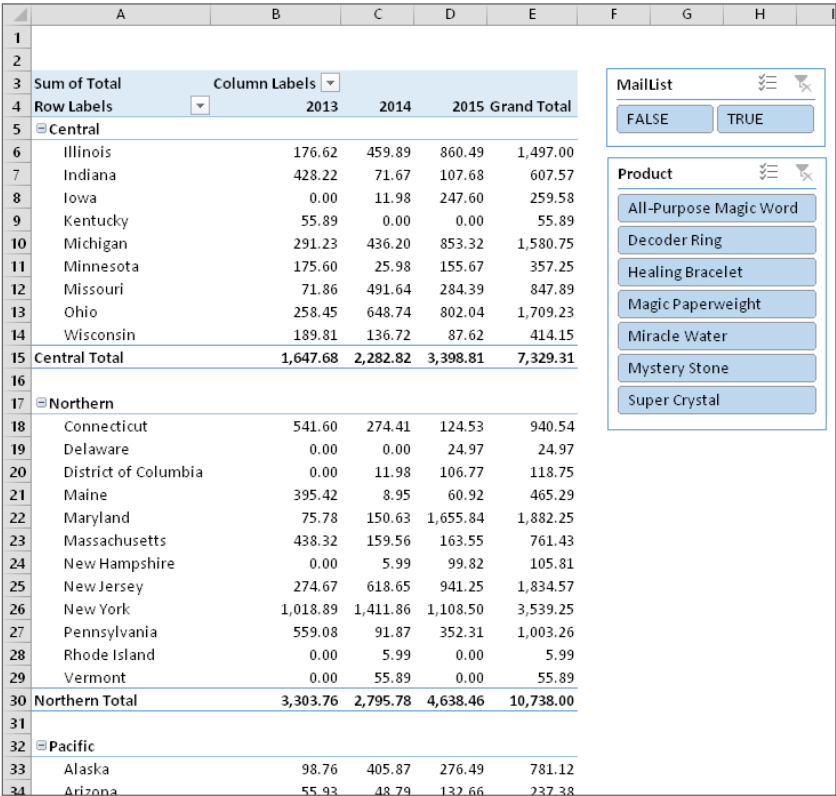 A B C D E F G H I
1
2
3 Sum of Total Column Labels
4 Row Labels 2013 2014 2015 Grand Total
5 Central
6 Illinois 176.62 459.89 860.49 1,497.00
7 Indiana 428.22 71.67 107.68 607.57
8 Iowa 0.00 11.98 247.60 259.58
9 Kentucky 55.89 0.00 0.00 55.89
10 Michigan 291.23 436.20 853.32 1,580.75
11 Minnesota 175.60 25.98 155.67 357.25
12 Missouri 71.86 491.64 284.39 847.89
13 Ohio 258.45 648.74 802.04 1,709.23
14 Wisconsin 189.81 136.72 87.62 414.15
15 Central Total 1,647.68 2,282.82 3,398.81 7,329.31
16
17 Northern
18 Connecticut 541.60 274.41 124.53 940.54
19 Delaware 0.00 0.00 24.97 24.97
20 District of Columbia 0.00 11.98 106.77 118.75
21 Maine 395.42 8.95 60.92 465.29
22 Maryland 75.78 150.63 1,655.84 1,882.25
23 Massachusetts 438.32 159.56 163.55 761.43
24 New Hampshire 0.00 5.99 99.82 105.81
25 New Jersey 274.67 618.65 941.25 1,834.57
26 New York 1,018.89 1,411.86 1,108.50 3,539.25
27 Pennsylvania 559.08 91.87 352.31 1,003.26
28 Rhode Island 0.00 5.99 0.00 5.99
29 Vermont 0.00 55.89 0.00 55.89
30 Northern Total 3,303.76 2,795.78 4,638.46 10,738.00
31
32 Pacific
33 Alaska 98.76 405.87 276.49 781.12
34 Arizona 55.93 48.79 132.66 237.38
MailList
FALSE TRUE
Product
All-Purpose Magic Word
Decoder Ring
Healing Bracelet
Magic Paperweight
Miracle Water
Mystery Stone
Super Crystal